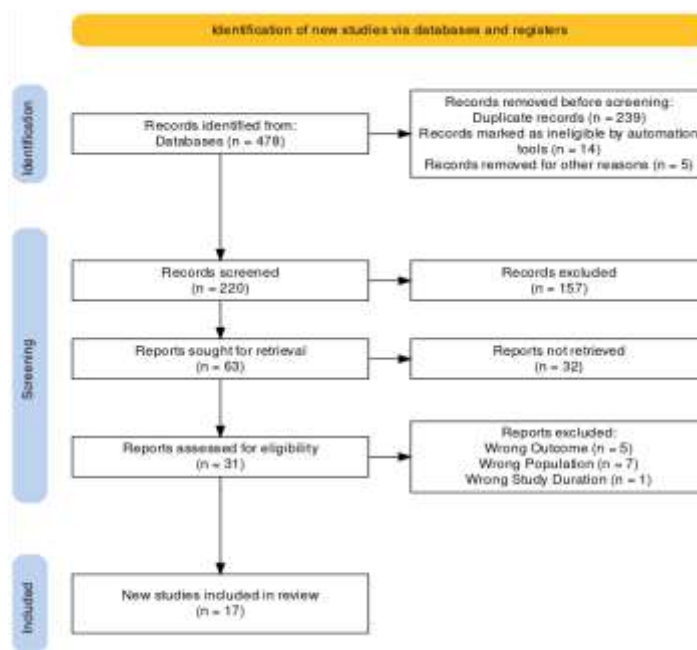 Identification of new studies via databases and registers
Identification
Records identified from:
Databases (n = 478)
Records removed before screening:
Duplicate records (n = 239)
Records marked as ineligible by automation
tools (n = 14)
Records removed for other reasons (n = 5)
Screening
Records screened
(n = 220)
Records excluded
(n = 157)
Reports sought for retrieval
(n = 63)
Reports not retrieved
(n = 32)
Reports assessed for eligibility
(n = 31)
Reports excluded:
Wrong Outcome (n = 5)
Wrong Population (n = 7)
Wrong Study Duration (n = 1)
Included
New studies included in review
(n = 17)